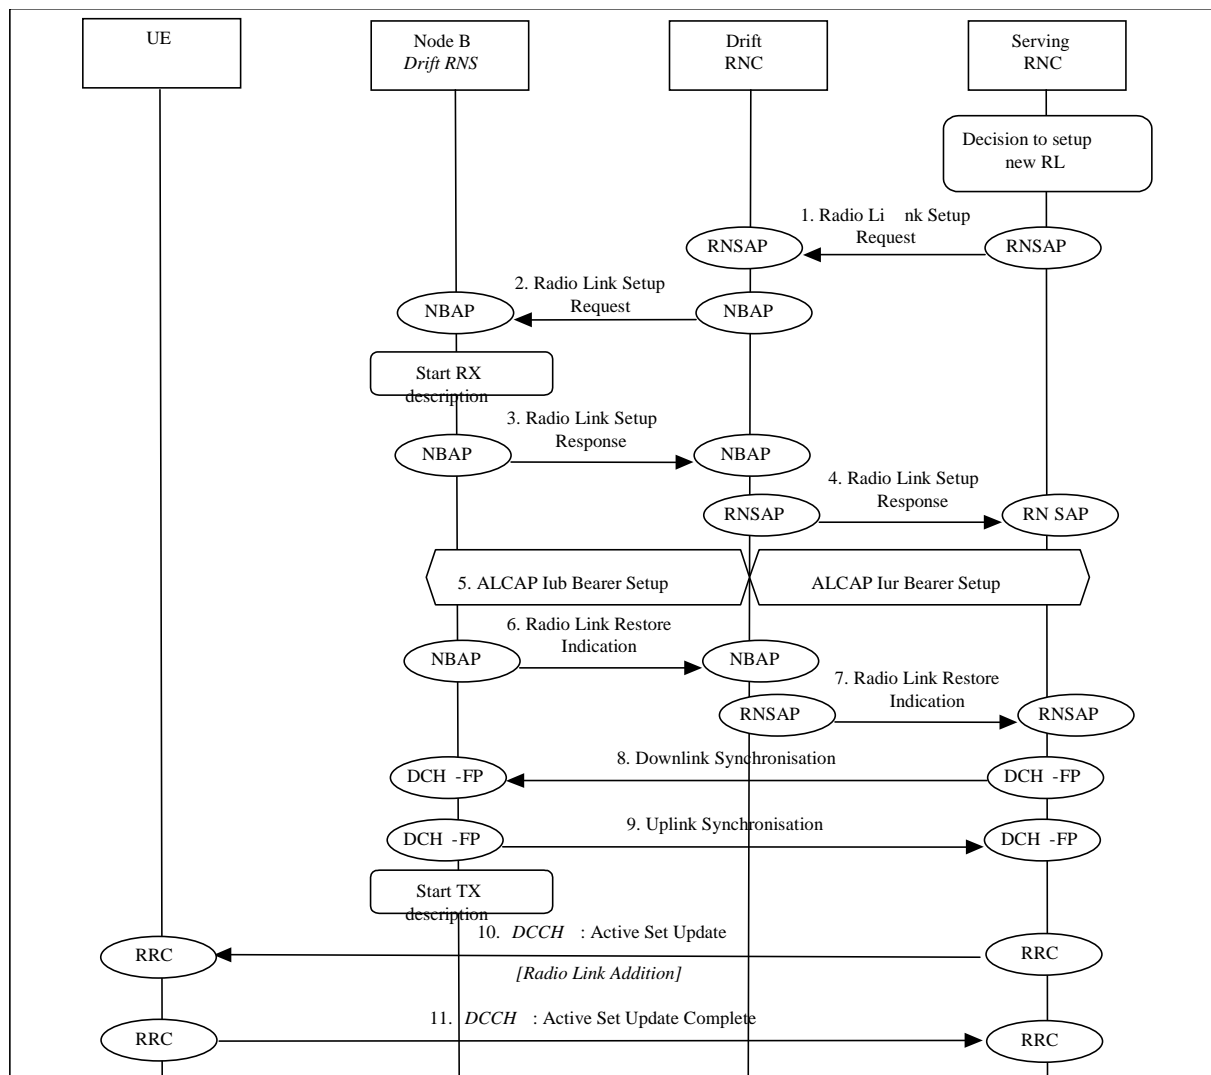 UE
Node B
Drift RNS
Drift
RNC
Serving
RNC
Decision to setup
new RL
1. Radio Li nk Setup
Request
RNSAP
RNSAP
2. Radio Link Setup
Request
NBAP
NBAP
Start RX
description
3. Radio Link Setup
Response
NBAP
NBAP
4. Radio Link Setup
Response
RNSAP
RN SAP
5. ALCAP Iub Bearer Setup
ALCAP Iur Bearer Setup
6. Radio Link Restore
Indication
NBAP
NBAP
7. Radio Link Restore
Indication
RNSAP
RNSAP
8. Downlink Synchronisation
DCH -FP
DCH -FP
9. Uplink Synchronisation
DCH -FP
DCH -FP
Start TX
description
10. DCCH : Active Set Update
RRC
RRC
[Radio Link Addition]
11. DCCH : Active Set Update Complete
RRC
RRC